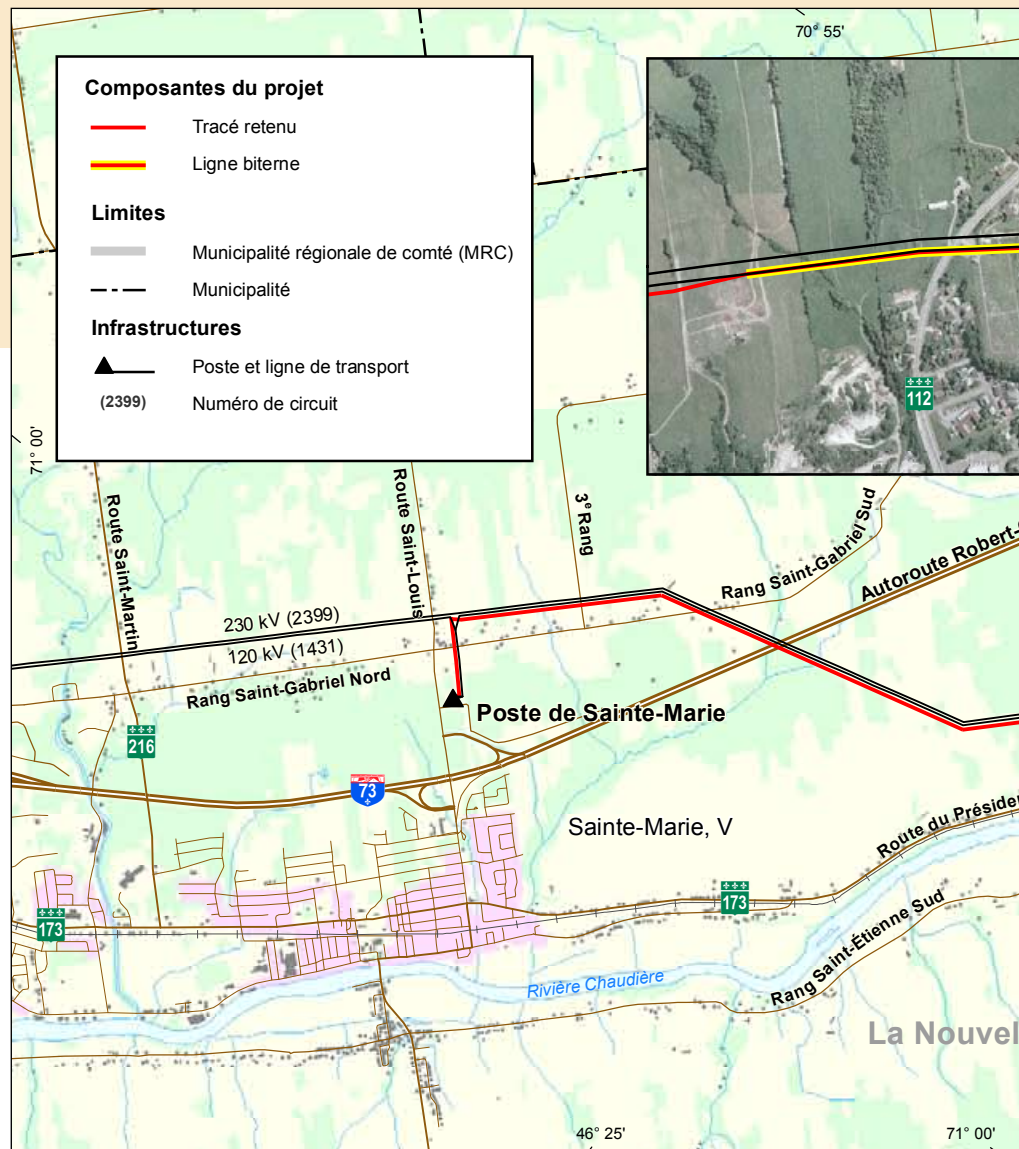 70° 55'
Composantes du projet
Tracé retenu
Ligne biterne
Limites
Municipalité régionale de comté (MRC)
Municipalité
Infrastructures
Poste et ligne de transport
(2399) Numéro de circuit
112
71° 00'
Route Saint-Martin
Route Saint-Louis
3e Rang
Rang Saint-Gabriel Sud
Autoroute Robert-
230 kV (2399)
120 kV (1431)
Rang Saint-Gabriel Nord
Poste de Sainte-Marie
216
73
Sainte-Marie, V
Route du Présiden
173
173
Rang Saint-Étienne Sud
Rivière Chaudière
La Nouvel
46° 25'
71° 00'